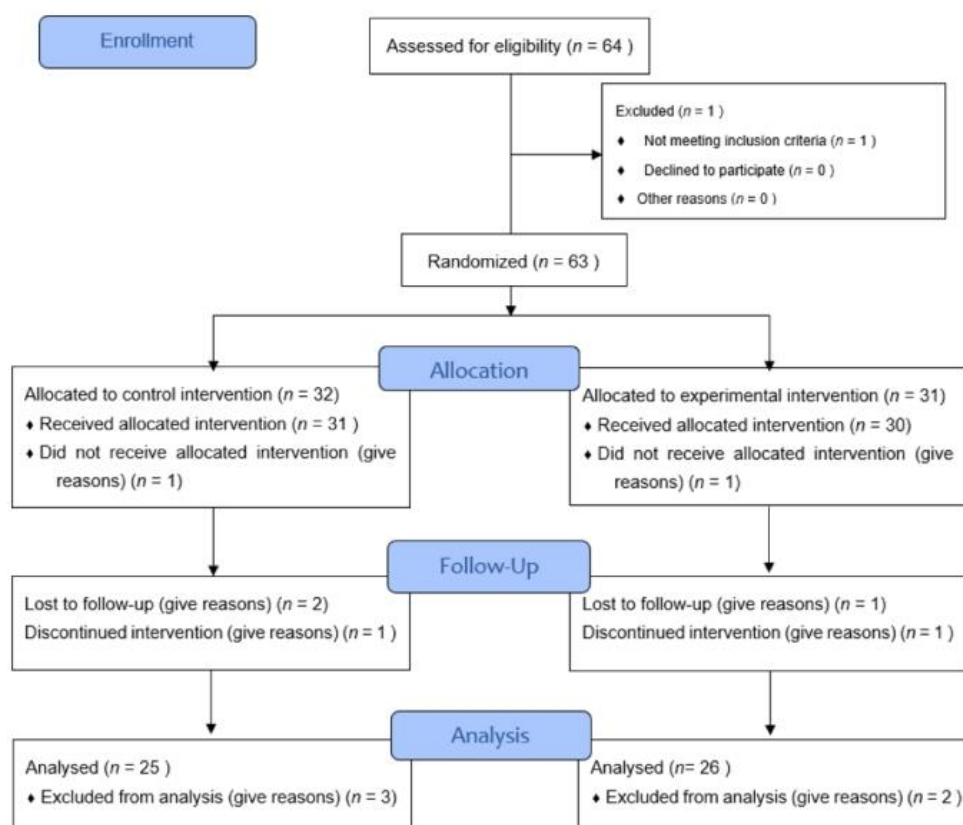 Enrollment
Assessed for eligibility (n = 64 )
Excluded (n = 1 )
♦ Not meeting inclusion criteria (n = 1 )
♦ Declined to participate (n = 0 )
♦ Other reasons (n = 0 )
Randomized (n = 63 )
Allocation
Allocated to control intervention (n = 32)
♦ Received allocated intervention (n = 31 )
♦ Did not receive allocated intervention (give
reasons) (n = 1)
Allocated to experimental intervention (n = 31)
♦ Received allocated intervention (n = 30)
♦ Did not receive allocated intervention (give
reasons) (n = 1)
Follow-Up
Lost to follow-up (give reasons) (n = 2)
Discontinued intervention (give reasons) (n = 1 )
Lost to follow-up (give reasons) (n = 1)
Discontinued intervention (give reasons) (n = 1 )
Analysis
Analysed (n = 25 )
♦ Excluded from analysis (give reasons) (n = 3)
Analysed (n= 26 )
♦ Excluded from analysis (give reasons) (n = 2 )